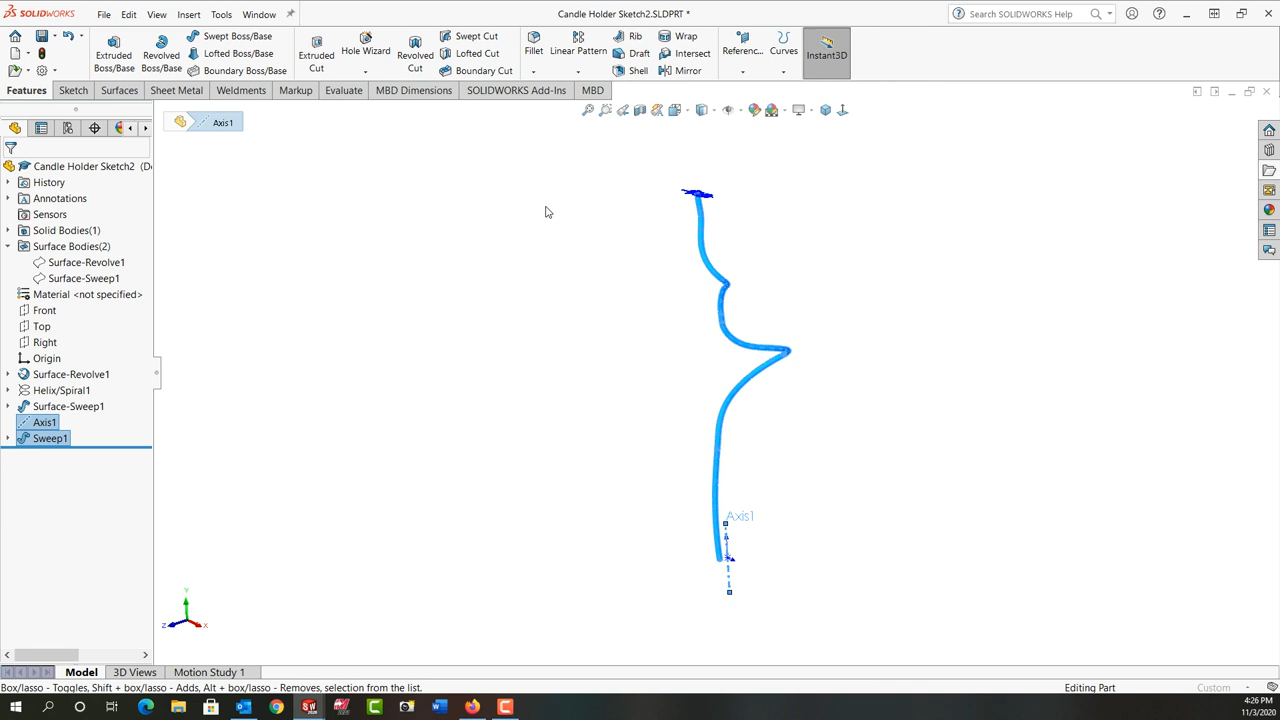 SOLIDWORKS File Edit View Insert Tools Window Candle Holder Sketch2.SLDPRT * Search SOLIDWORKS Help
Extruded Boss/Base
Revolved Boss/Base
Swept Boss/Base
Lofted Boss/Base
Boundary Boss/Base
Extruded Cut
Hole Wizard
Revolved Cut
Swept Cut
Lofted Cut
Boundary Cut
Fillet
Linear Pattern
Rib
Draft
Shell
Wrap
Intersect
Mirror
Referenc...
Curves
Instant3D
Features Sketch Surfaces Sheet Metal Weldments Markup Evaluate MBD Dimensions SOLIDWORKS Add-Ins MBD
Axis1
Candle Holder Sketch2 (D
History
Annotations
Sensors
Solid Bodies(1)
Surface Bodies(2)
Surface-Revolve1
Surface-Sweep1
Material <not specified>
Front
Top
Right
Origin
Surface-Revolve1
Helix/Spiral1
Surface-Sweep1
Axis1
Sweep1
Axis1
Y
Z
X
Model 3D Views Motion Study 1
Box/lasso - Toggles, Shift + box/lasso - Adds, Alt + box/lasso - Removes, selection from the list. Editing Part Custom
4:26 PM
11/3/2020